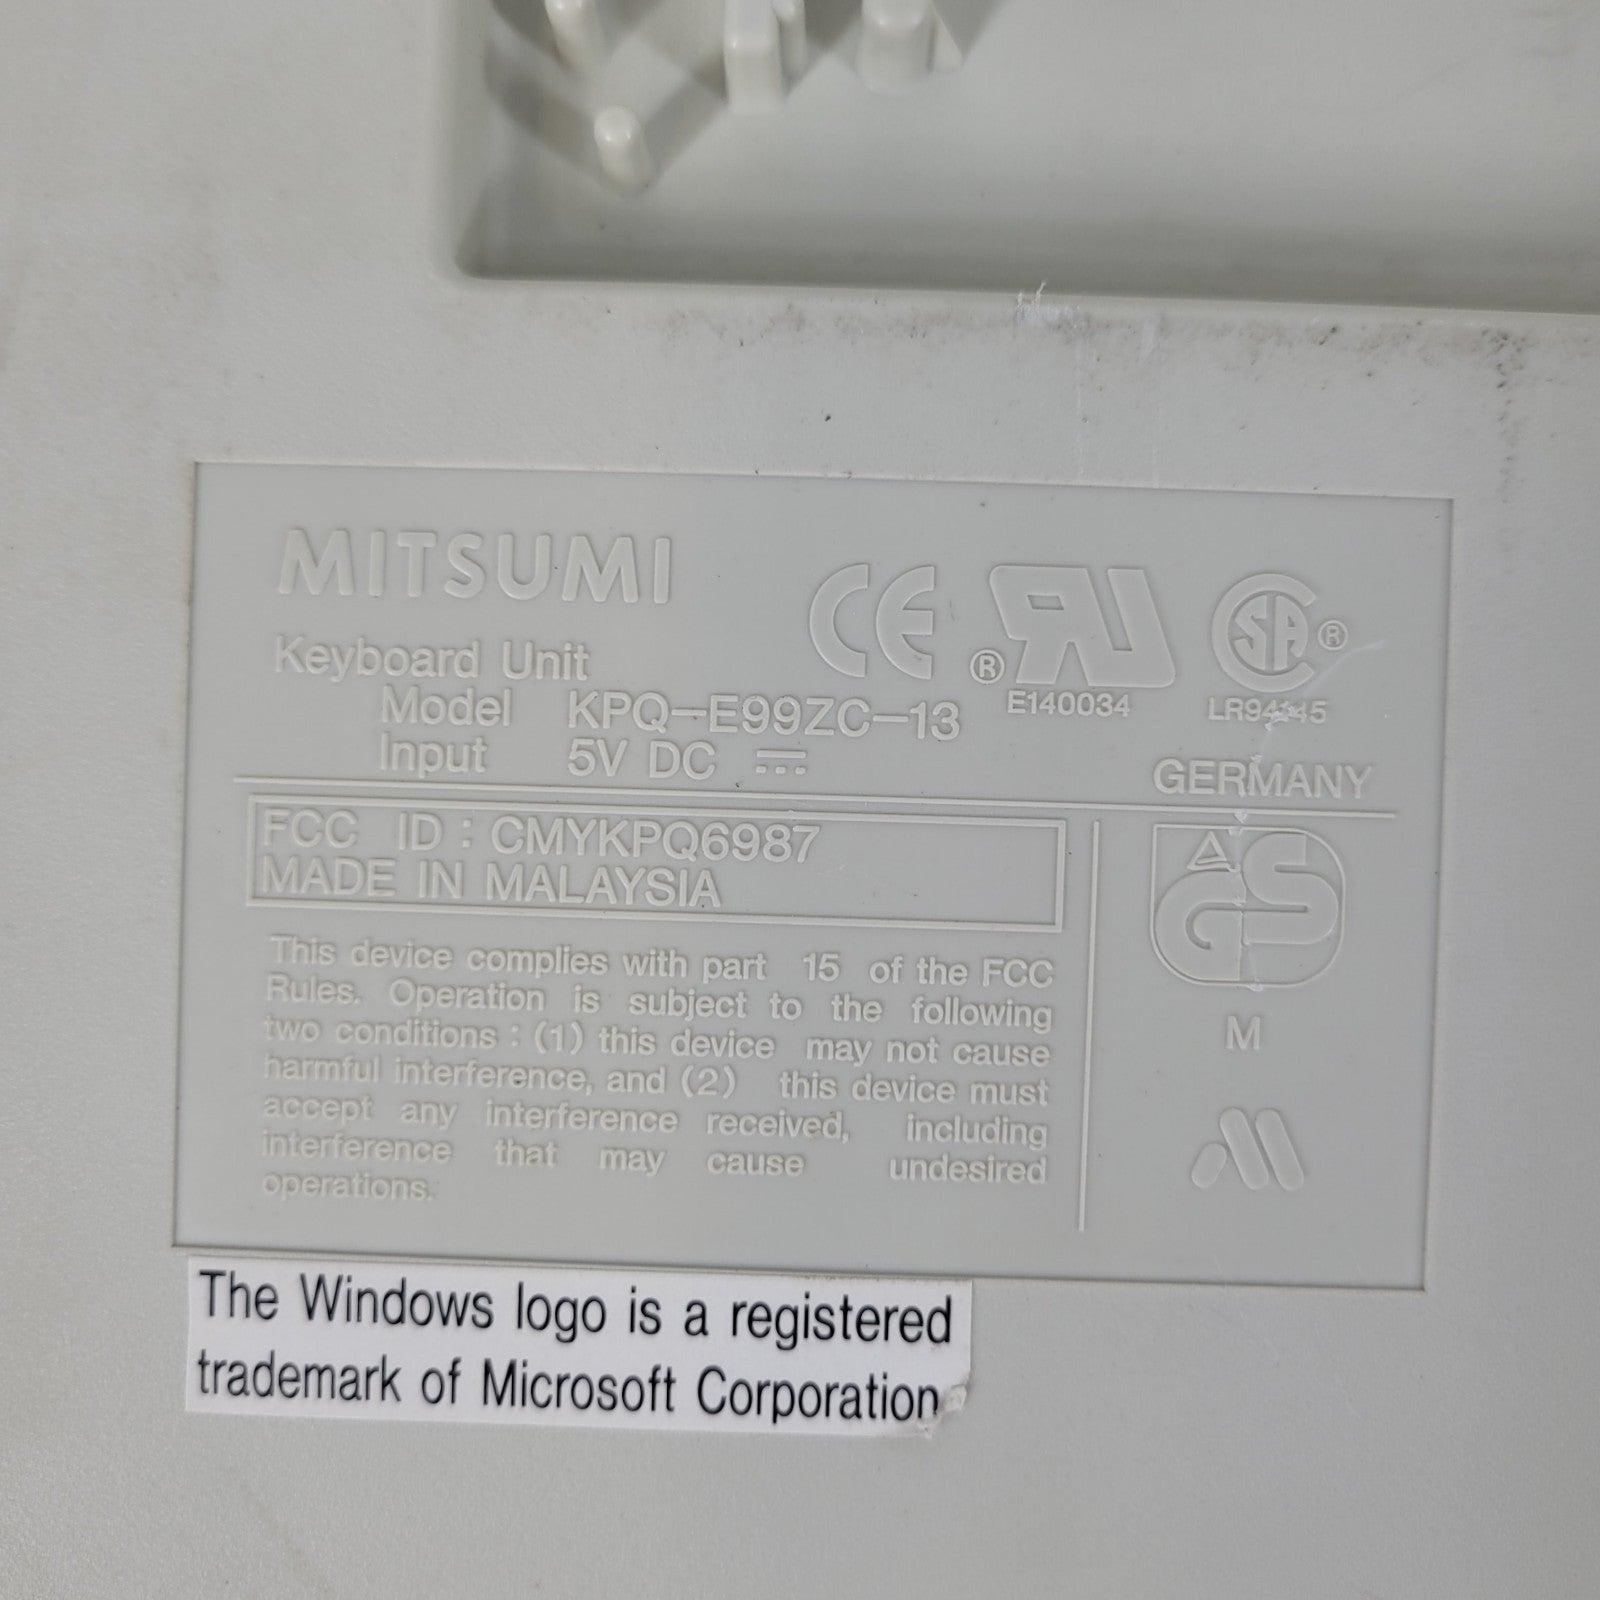 MITSUMI
Keyboard Unit
Model KPQ-E99ZC-13
Input 5V DC
CE
®
E140034
SA ®
GERMANY
FCC ID : CMYKPQ6987
MADE IN MALAYSIA
This device complies with part 15 of the FCC
Rules. Operation is subject to the following
two conditions : (1) this device may not cause
harmful interference, and (2) this device must
accept any interference received, including
interference that may cause undesired
operations.
GS
M
The Windows logo is a registered
trademark of Microsoft Corporation